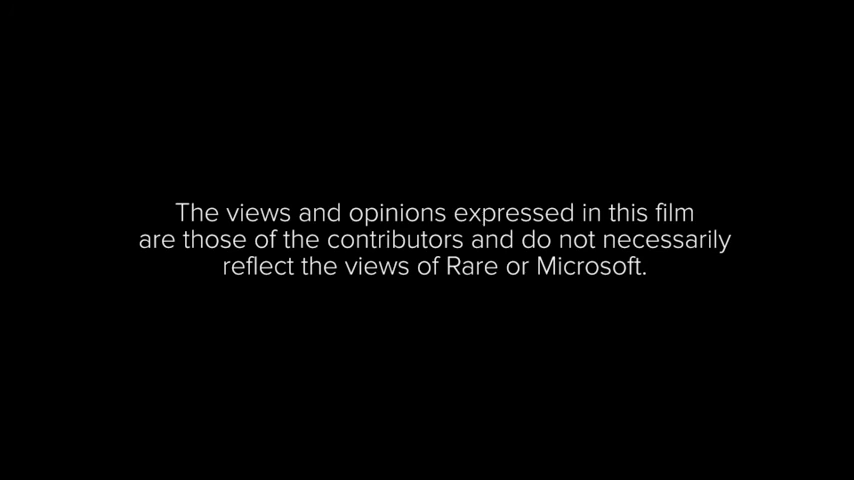 The views and opinions expressed in this film
are those of the contributors and do not necessarily
reflect the views of Rare or Microsoft.